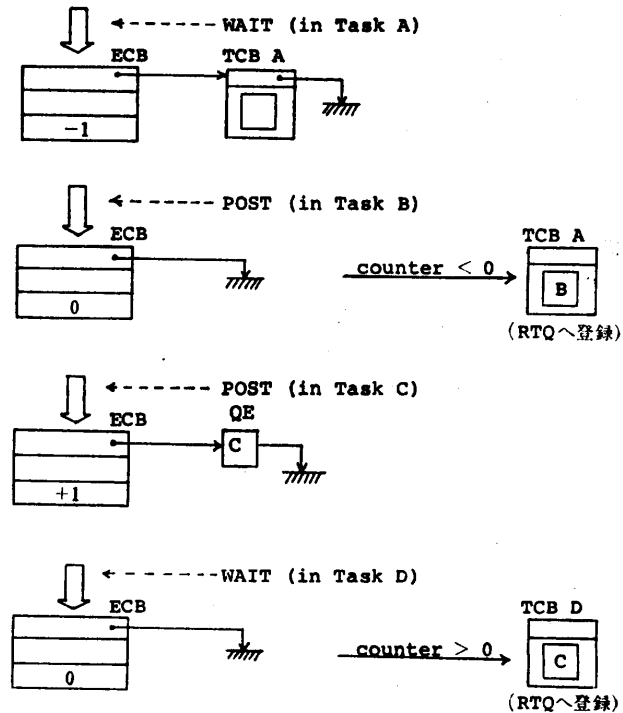 WAIT (in Task A)
ECB
TCB A
-1
POST (in Task B)
ECB
TCB A
counter < 0
B
0
(RTQへ登録)
POST (in Task C)
ECB
QE
C
+1
WAIT (in Task D)
ECB
TCB D
counter > 0
C
0
(RTQへ登録)